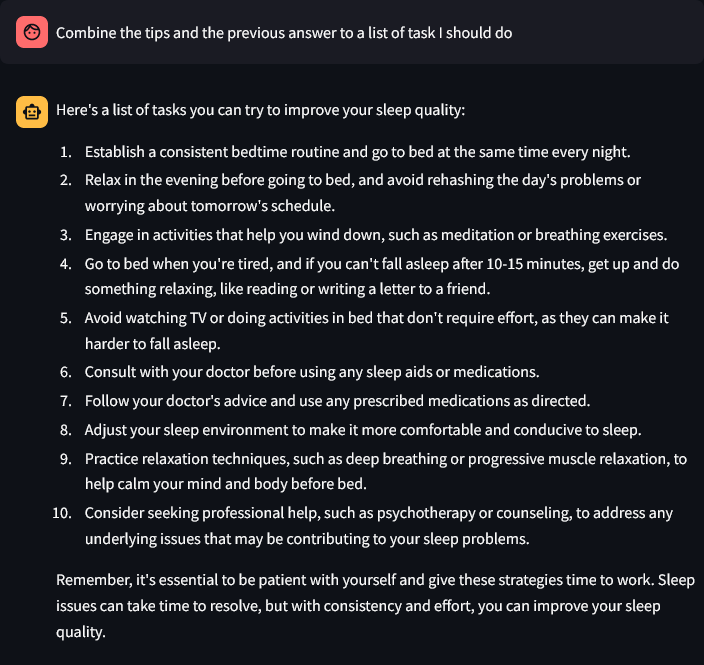 Combine the tips and the previous answer to a list of task I should do
Here's a list of tasks you can try to improve your sleep quality:
1. Establish a consistent bedtime routine and go to bed at the same time every night.
2. Relax in the evening before going to bed, and avoid rehashing the day's problems or
worrying about tomorrow's schedule.
3. Engage in activities that help you wind down, such as meditation or breathing exercises.
4. Go to bed when you're tired, and if you can't fall asleep after 10-15 minutes, get up and do
something relaxing, like reading or writing a letter to a friend.
5. Avoid watching TV or doing activities in bed that don't require effort, as they can make it
harder to fall asleep.
6. Consult with your doctor before using any sleep aids or medications.
7. Follow your doctor's advice and use any prescribed medications as directed.
8. Adjust your sleep environment to make it more comfortable and conducive to sleep.
9. Practice relaxation techniques, such as deep breathing or progressive muscle relaxation, to
help calm your mind and body before bed.
10. Consider seeking professional help, such as psychotherapy or counseling, to address any
underlying issues that may be contributing to your sleep problems.
Remember, it's essential to be patient with yourself and give these strategies time to work. Sleep
issues can take time to resolve, but with consistency and effort, you can improve your sleep
quality.